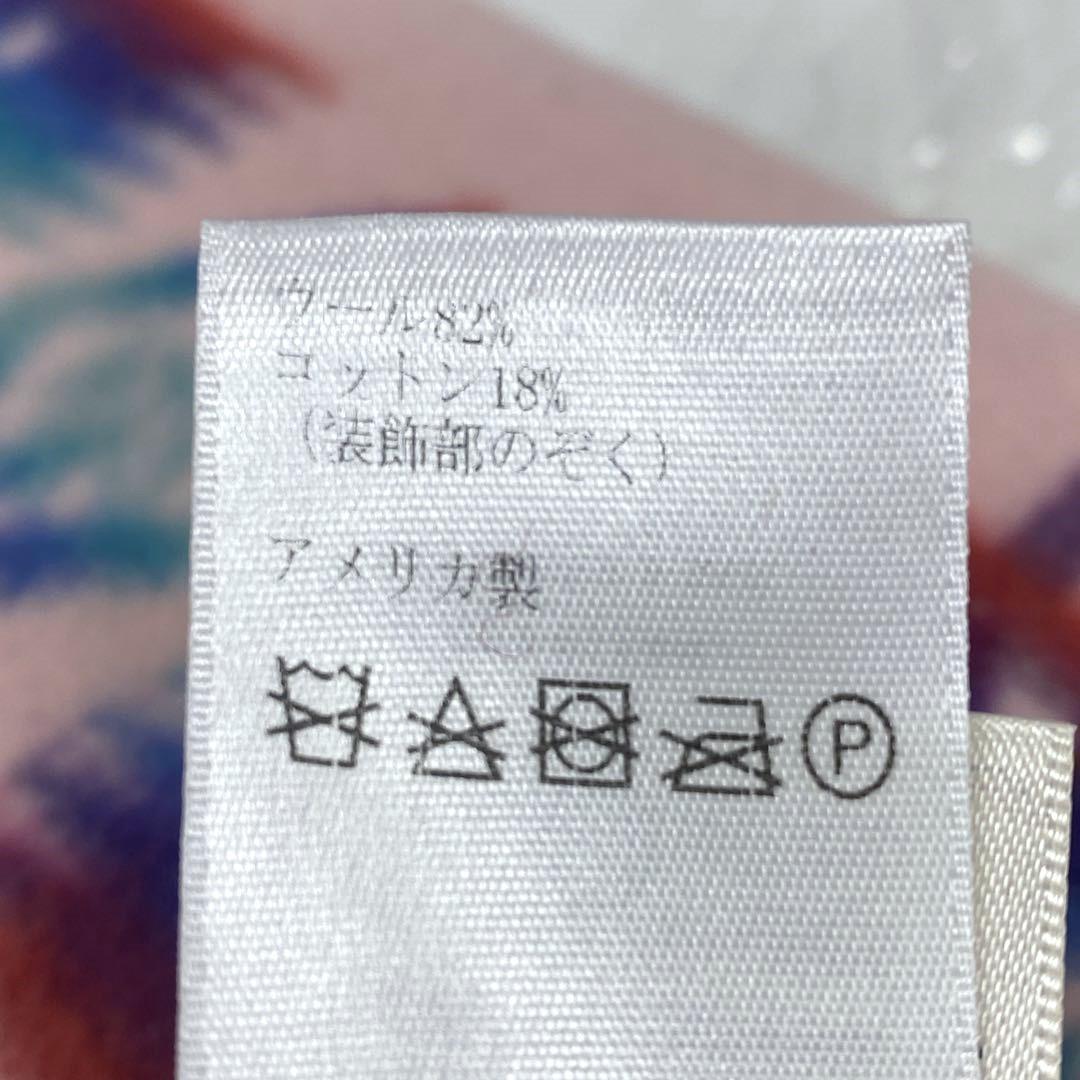 ウール82%
コットン18%
(装飾部のぞく)
アメリカ製
P